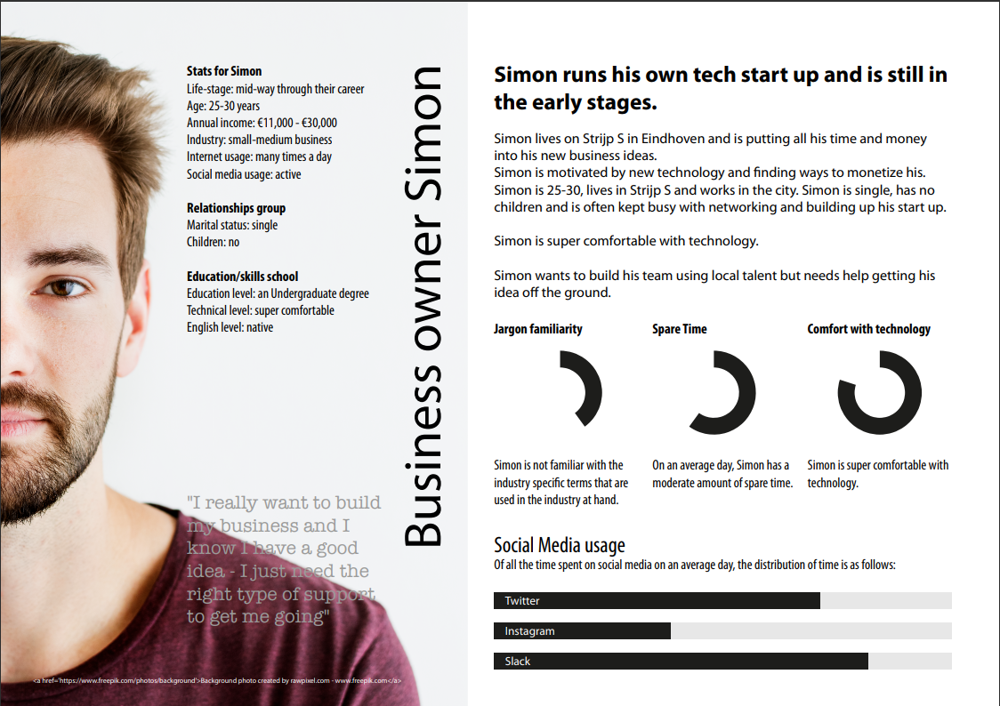 Stats for Simon
Life-stage: mid-way through their career
Age: 25-30 years
Annual income: €11,000 - €30,000
Industry: small-medium business
Internet usage: many times a day
Social media usage: active
Relationships group
Marital status: single
Children: no
Education/skills school
Education level: an Undergraduate degree
Technical level: super comfortable
English level: native
"I really want to build
my business and I
know I have a good
idea - I just need the
right type of support
to get me going"
<a href='https://www.freepik.com/photos/background'>Background photo created by rawpixel.com - www.freepik.com</a>
Business owner Simon
Simon runs his own tech start up and is still in
the early stages.
Simon lives on Strijp S in Eindhoven and is putting all his time and money
into his new business ideas.
Simon is motivated by new technology and finding ways to monetize his.
Simon is 25-30, lives in Strijp S and works in the city. Simon is single, has no
children and is often kept busy with networking and building up his start up.
Simon is super comfortable with technology.
Simon wants to build his team using local talent but needs help getting his
idea off the ground.
Jargon familiarity
Simon is not familiar with the
industry specific terms that are
used in the industry at hand.
Spare Time
On an average day, Simon has a
moderate amount of spare time.
Comfort with technology
Simon is super comfortable with
technology.
Social Media usage
Of all the time spent on social media on an average day, the distribution of time is as follows:
Twitter
Instagram
Slack